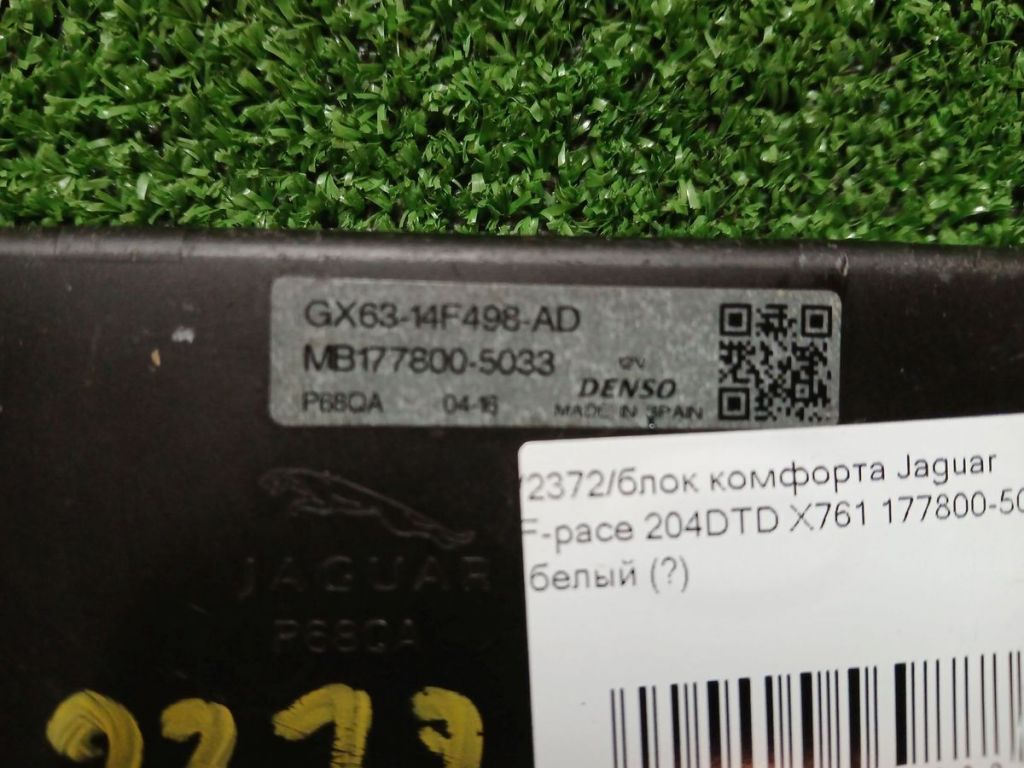 GX63-14F498-AD
MB177800-5033
12V
DENSO
P68QA 04-16 MADE IN SPAIN
JAGUAR
P68QA
2372/блок комфорта Jaguar
F-pace 204DTD X761 177800-50
белый (?)